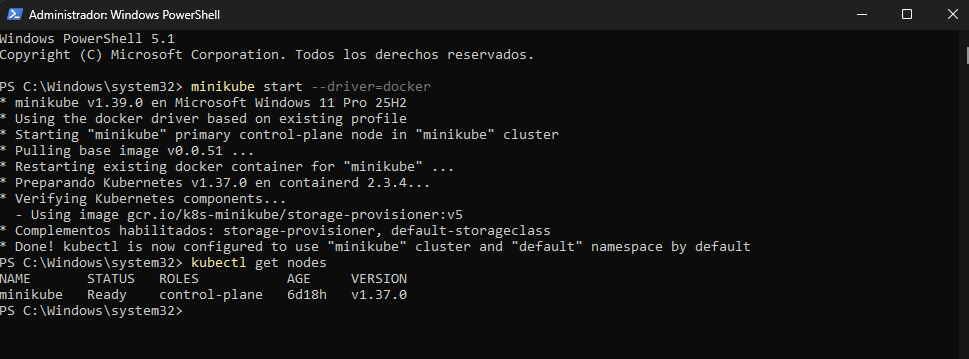 Administrador: Windows PowerShell
Windows PowerShell 5.1
Copyright (C) Microsoft Corporation. Todos los derechos reservados.
PS C:\Windows\system32> minikube start --driver=docker
* minikube v1.39.0 en Microsoft Windows 11 Pro 25H2
* Using the docker driver based on existing profile
* Starting "minikube" primary control-plane node in "minikube" cluster
* Pulling base image v0.0.51 ...
* Restarting existing docker container for "minikube" ...
* Preparando Kubernetes v1.37.0 en containerd 2.3.4...
* Verifying Kubernetes components...
  - Using image gcr.io/k8s-minikube/storage-provisioner:v5
* Complementos habilitados: storage-provisioner, default-storageclass
* Done! kubectl is now configured to use "minikube" cluster and "default" namespace by default
PS C:\Windows\system32> kubectl get nodes
NAME       STATUS   ROLES           AGE     VERSION
minikube   Ready    control-plane   6d18h   v1.37.0
PS C:\Windows\system32>